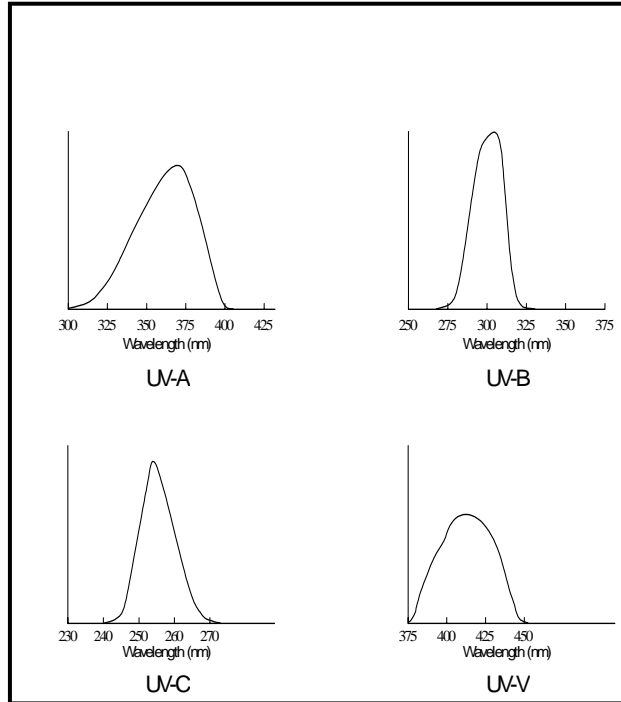 300 325 350 375 400 425
Wavelength (nm)
UV-A
250 275 300 325 350 375
Wavelength (nm)
UV-B
230 240 250 260 270
Wavelength (nm)
UV-C
375 400 425 450
Wavelength (nm)
UV-V